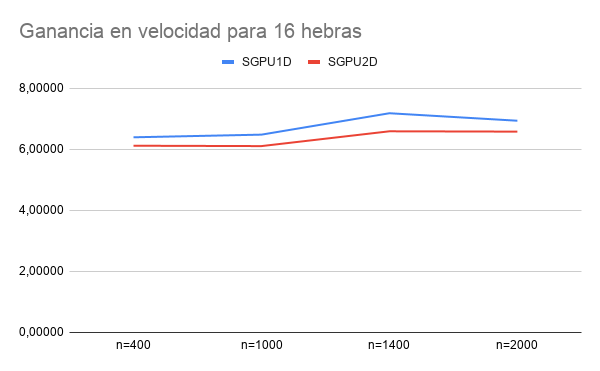 Ganancia en velocidad para 16 hebras
SGPU1D SGPU2D
8,00000
6,00000
4,00000
2,00000
0,00000
n=400 n=1000 n=1400 n=2000